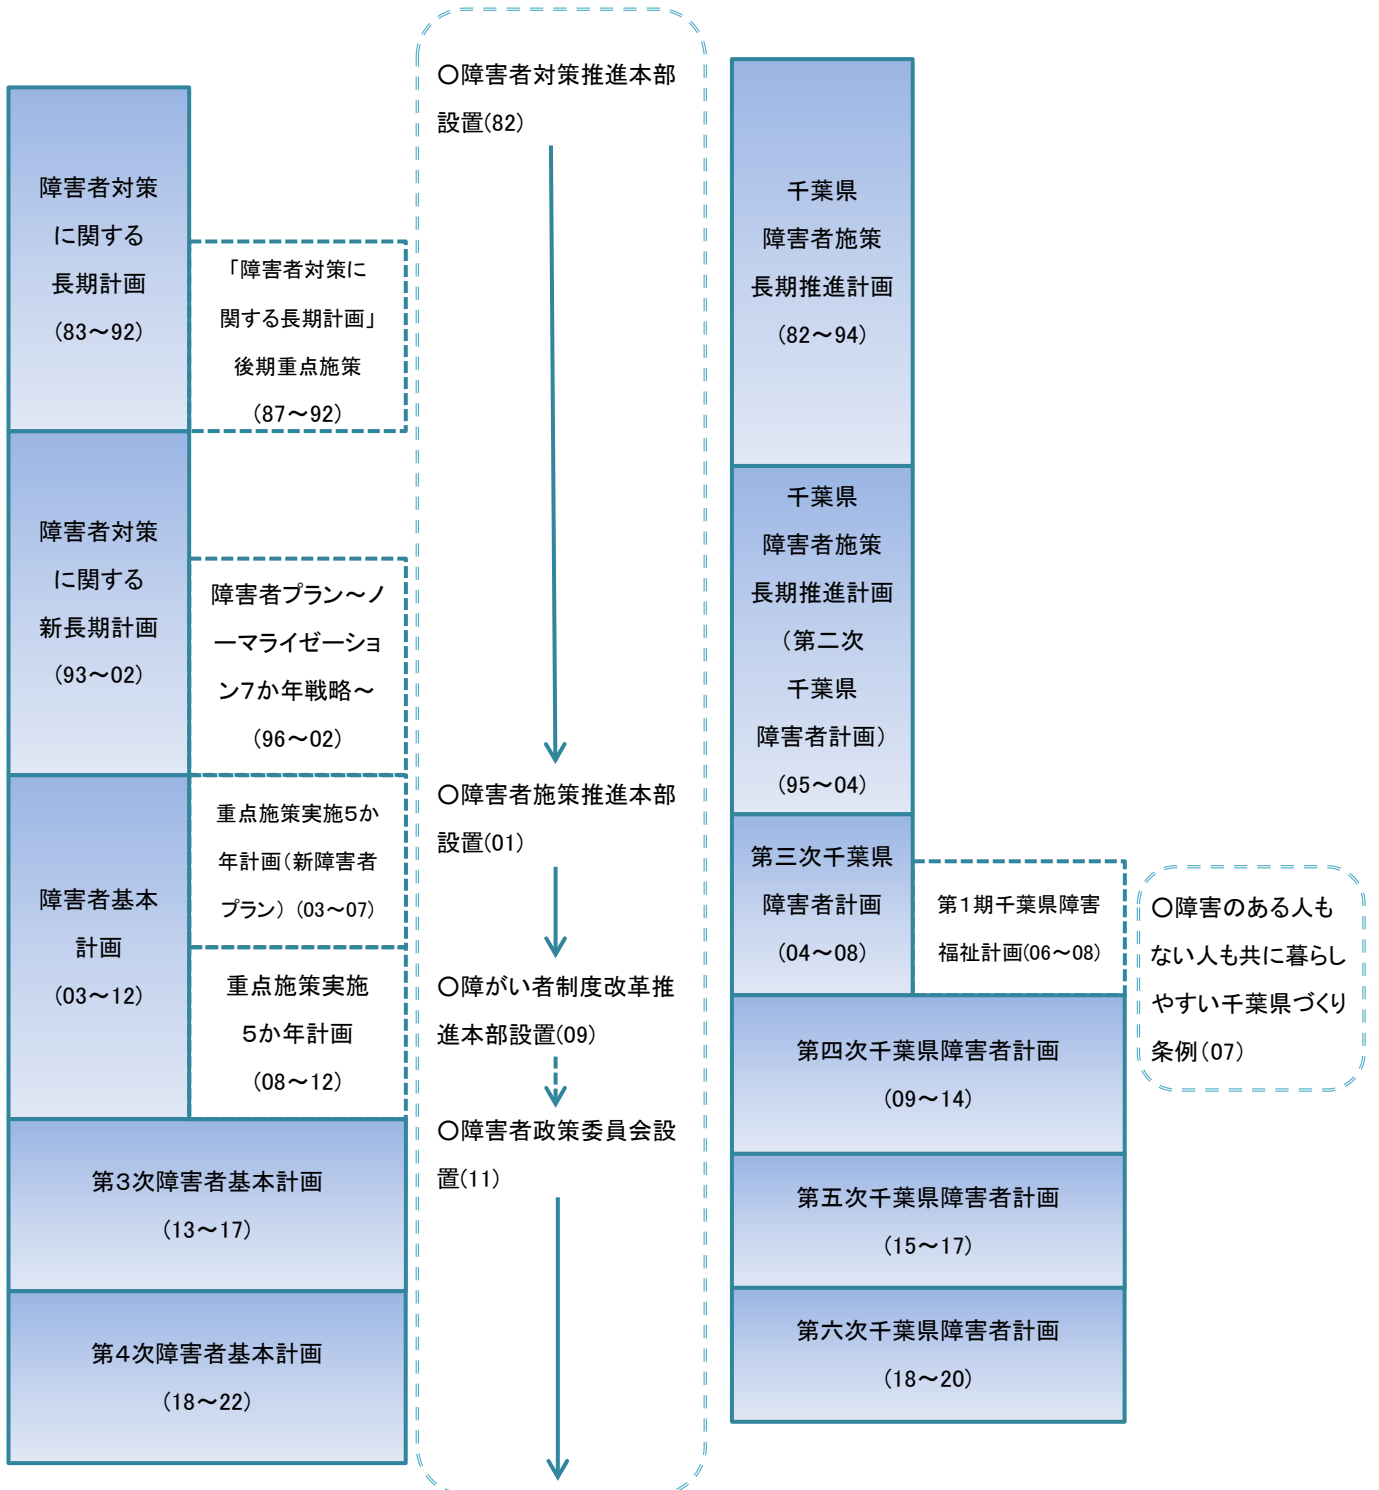 障害者対策
に関する
長期計画
(83～92)
「障害者対策に
関する長期計画」
後期重点施策
(87～92)
障害者対策
に関する
新長期計画
(93～02)
障害者プラン～ノ
ーマライゼーショ
ン7か年戦略～
(96～02)
障害者基本
計画
(03～12)
重点施策実施5か
年計画(新障害者
プラン) (03～07)
重点施策実施
5か年計画
(08～12)
第3次障害者基本計画
(13～17)
第4次障害者基本計画
(18～22)
○障害者対策推進本部
設置(82)
○障害者施策推進本部
設置(01)
○障がい者制度改革推
進本部設置(09)
○障害者政策委員会設
置(11)
千葉県
障害者施策
長期推進計画
(82～94)
千葉県
障害者施策
長期推進計画
(第二次
千葉県
障害者計画)
(95～04)
第三次千葉県
障害者計画
(04～08)
第1期千葉県障害
福祉計画(06～08)
第四次千葉県障害者計画
(09～14)
第五次千葉県障害者計画
(15～17)
第六次千葉県障害者計画
(18～20)
○障害のある人も
ない人も共に暮らし
やすい千葉県づくり
条例(07)